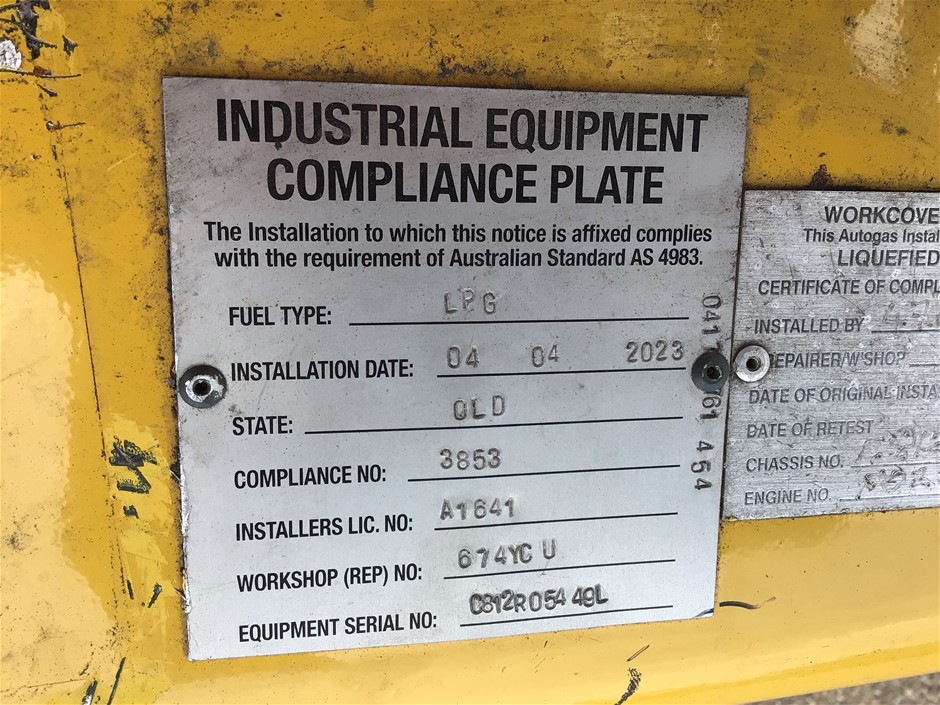 INDUSTRIAL EQUIPMENT
COMPLIANCE PLATE
The Installation to which this notice is affixed complies
with the requirement of Australian Standard AS 4983.
FUEL TYPE: LPG
INSTALLATION DATE: 04 04 2023
STATE: QLD
COMPLIANCE NO: 3853
INSTALLERS LIC. NO: A1641
WORKSHOP (REP) NO: 674YC U
EQUIPMENT SERIAL NO: C812R05449L
61 454
WORKCOVE
This Autogas Instal
LIQUEFIED
CERTIFICATE OF COMPL
INSTALLED BY
REPAIRER/W'SHOP
DATE OF ORIGINAL INSTA
DATE OF RETEST
CHASSIS NO.
ENGINE NO.